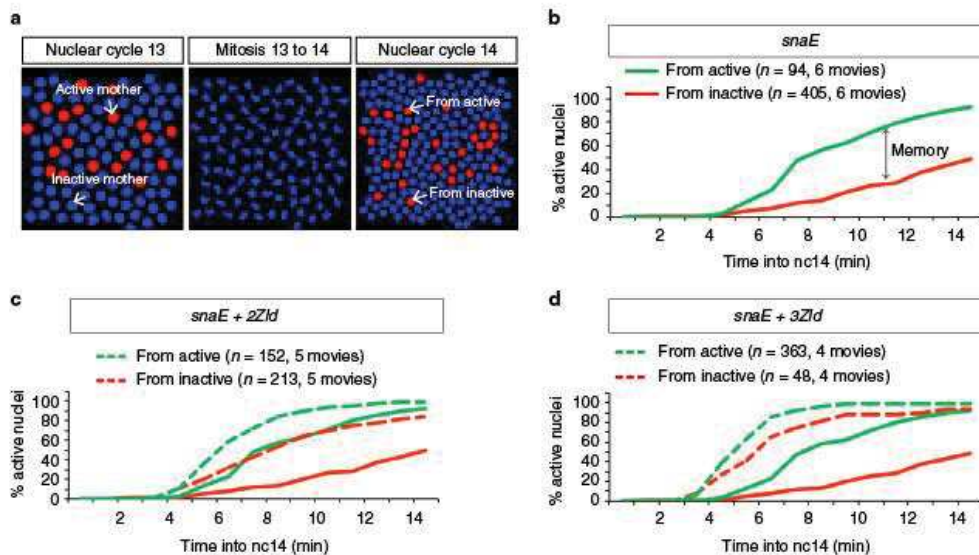 a
Nuclear cycle 13
Mitosis 13 to 14
Nuclear cycle 14
Active mother
Inactive mother
From active
From inactive
b
snaE
From active (n = 94, 6 movies)
From inactive (n = 405, 6 movies)
% active nuclei
100
80
60
40
20
0
Memory
2 4 6 8 10 12 14
Time into nc14 (min)
c
snaE + 2Zld
From active (n = 152, 5 movies)
From inactive (n = 213, 5 movies)
% active nuclei
100
80
60
40
20
0
2 4 6 8 10 12 14
Time into nc14 (min)
d
snaE + 3Zld
From active (n = 363, 4 movies)
From inactive (n = 48, 4 movies)
% active nuclei
100
80
60
40
20
0
2 4 6 8 10 12 14
Time into nc14 (min)